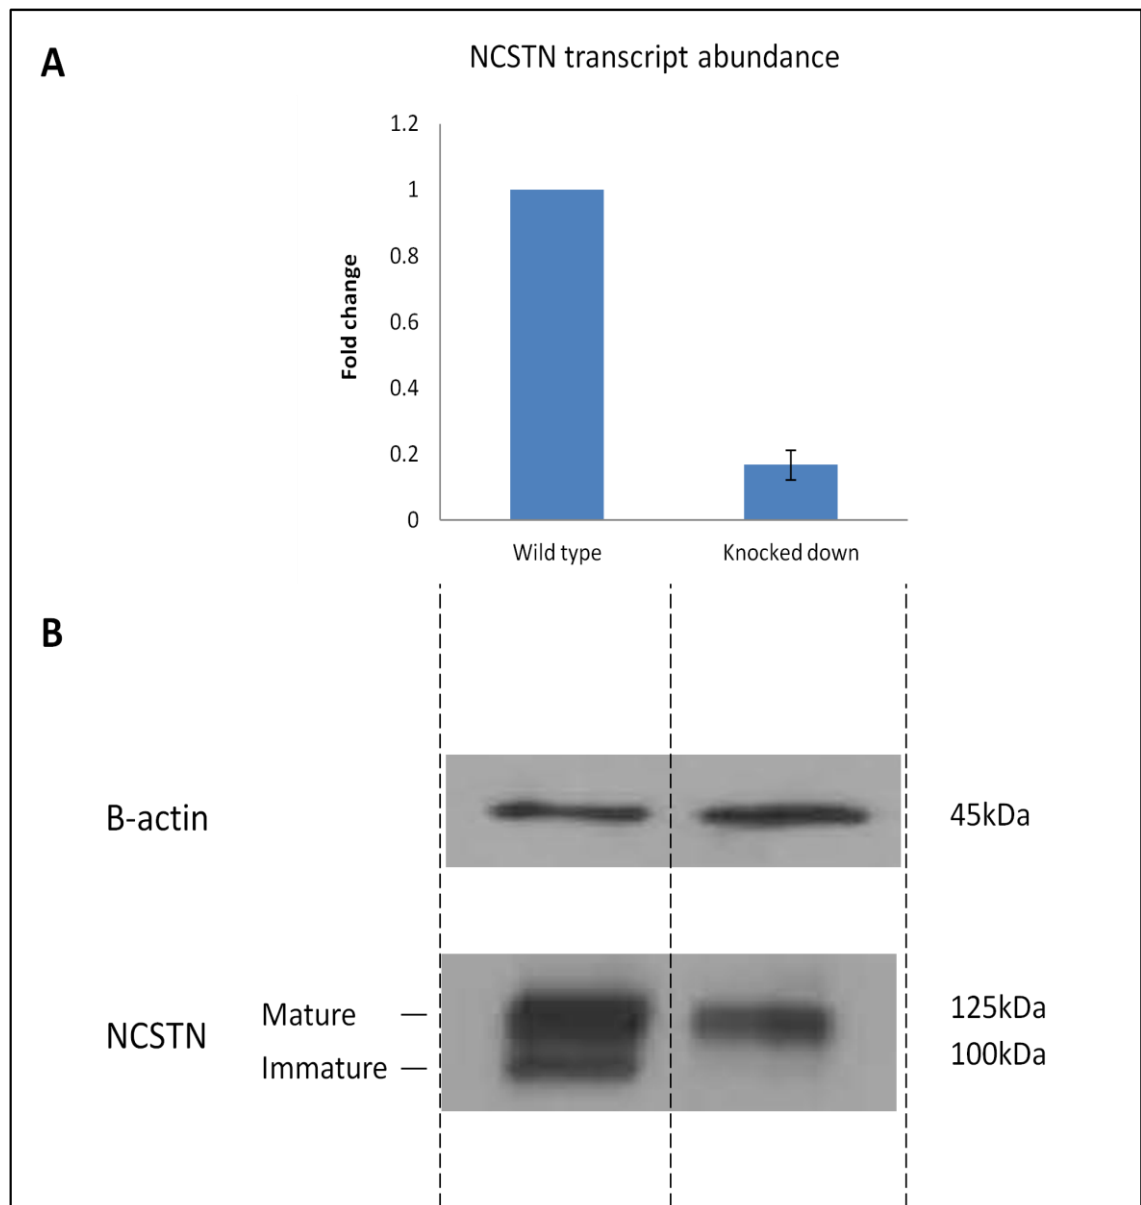 A
NCSTN transcript abundance
1.2
1
0.8
0.6
0.4
0.2
0
Fold change
Wild type
Knocked down
B
B-actin
45kDa
NCSTN
Mature
Immature
125kDa
100kDa